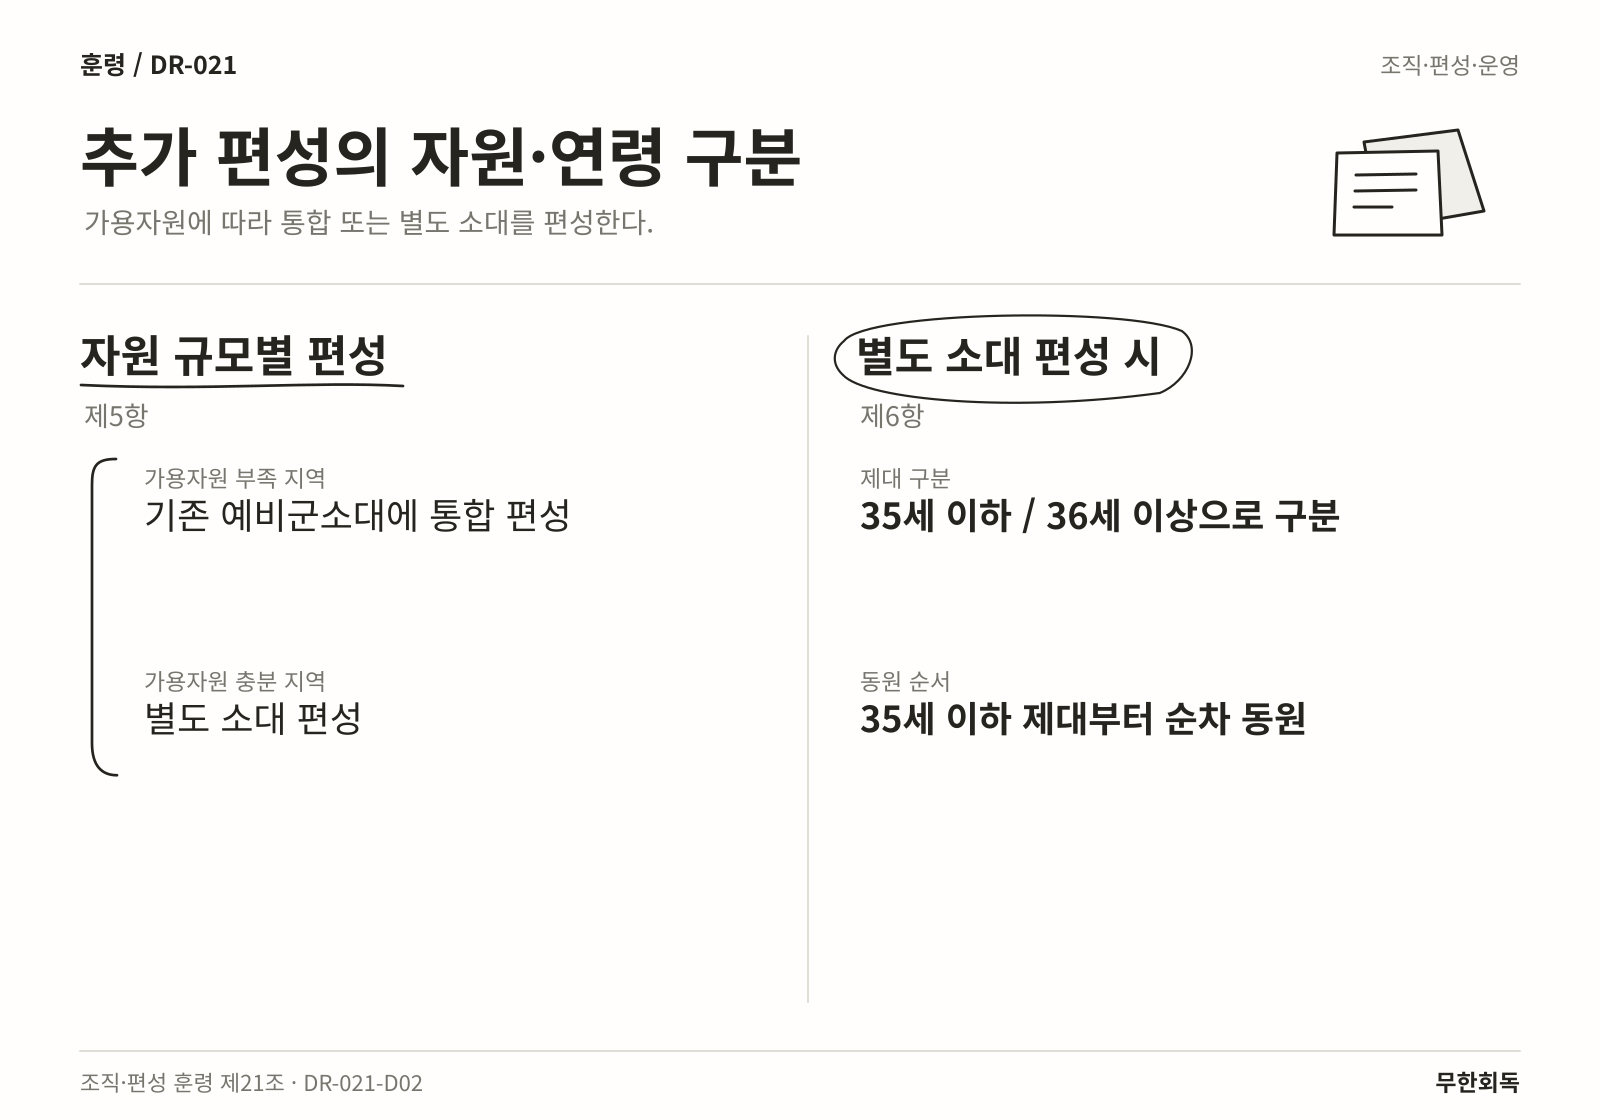 훈령 / DR-021
조직·편성·운영
추가 편성의 자원·연령 구분
가용자원에 따라 통합 또는 별도 소대를 편성한다.
자원 규모별 편성
제5항
가용자원 부족 지역
기존 예비군소대에 통합 편성
가용자원 충분 지역
별도 소대 편성
별도 소대 편성 시
제6항
제대 구분
35세 이하 / 36세 이상으로 구분
동원 순서
35세 이하 제대부터 순차 동원
조직·편성 훈령 제21조 · DR-021-D02
무한회독